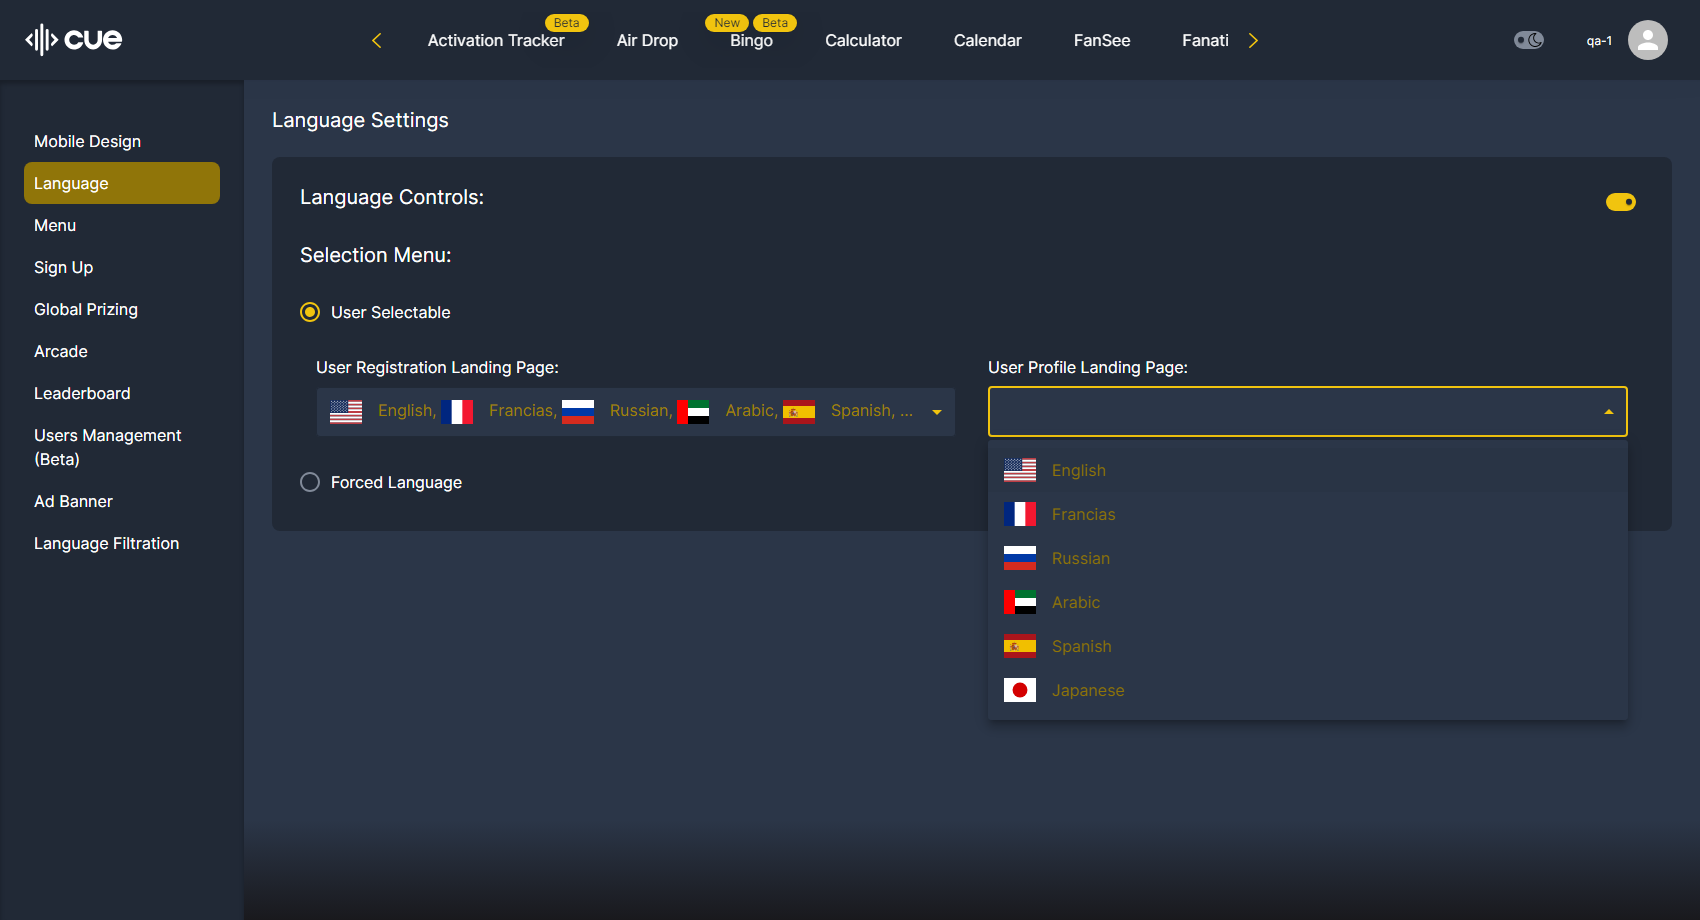 cue
Beta
New
Beta
Activation Tracker
Air Drop
Bingo
Calculator
Calendar
FanSee
Fanati
qa-1
Mobile Design
Language
Menu
Sign Up
Global Prizing
Arcade
Leaderboard
Users Management
(Beta)
Ad Banner
Language Filtration
Language Settings
Language Controls:
Selection Menu:
User Selectable
User Registration Landing Page:
English, Francias, Russian, Arabic, Spanish, ...
Forced Language
User Profile Landing Page:
English
Francias
Russian
Arabic
Spanish
Japanese